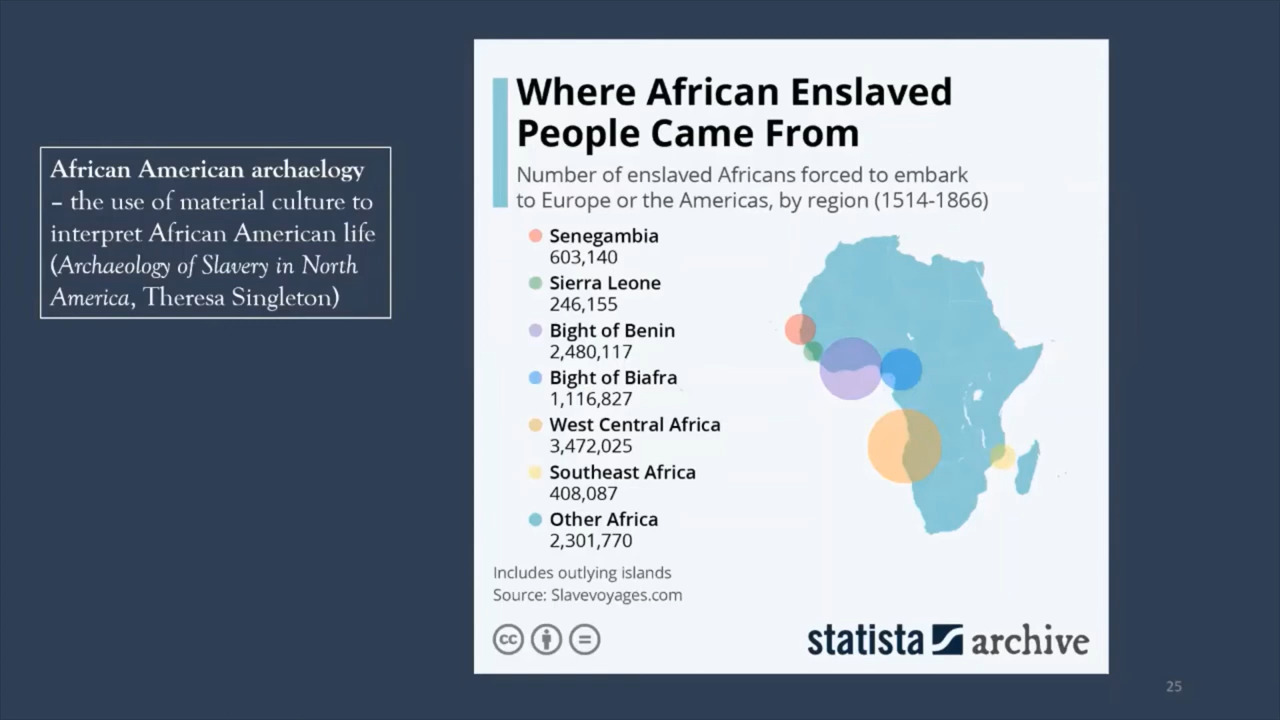 African American archaelogy
– the use of material culture to
interpret African American life
(Archaeology of Slavery in North
America, Theresa Singleton)
Where African Enslaved
People Came From
Number of enslaved Africans forced to embark
to Europe or the Americas, by region (1514-1866)
Senegambia
603,140
Sierra Leone
246,155
Bight of Benin
2,480,117
Bight of Biafra
1,116,827
West Central Africa
3,472,025
Southeast Africa
408,087
Other Africa
2,301,770
Includes outlying islands
Source: Slavevoyages.com
cc
statista archive
25